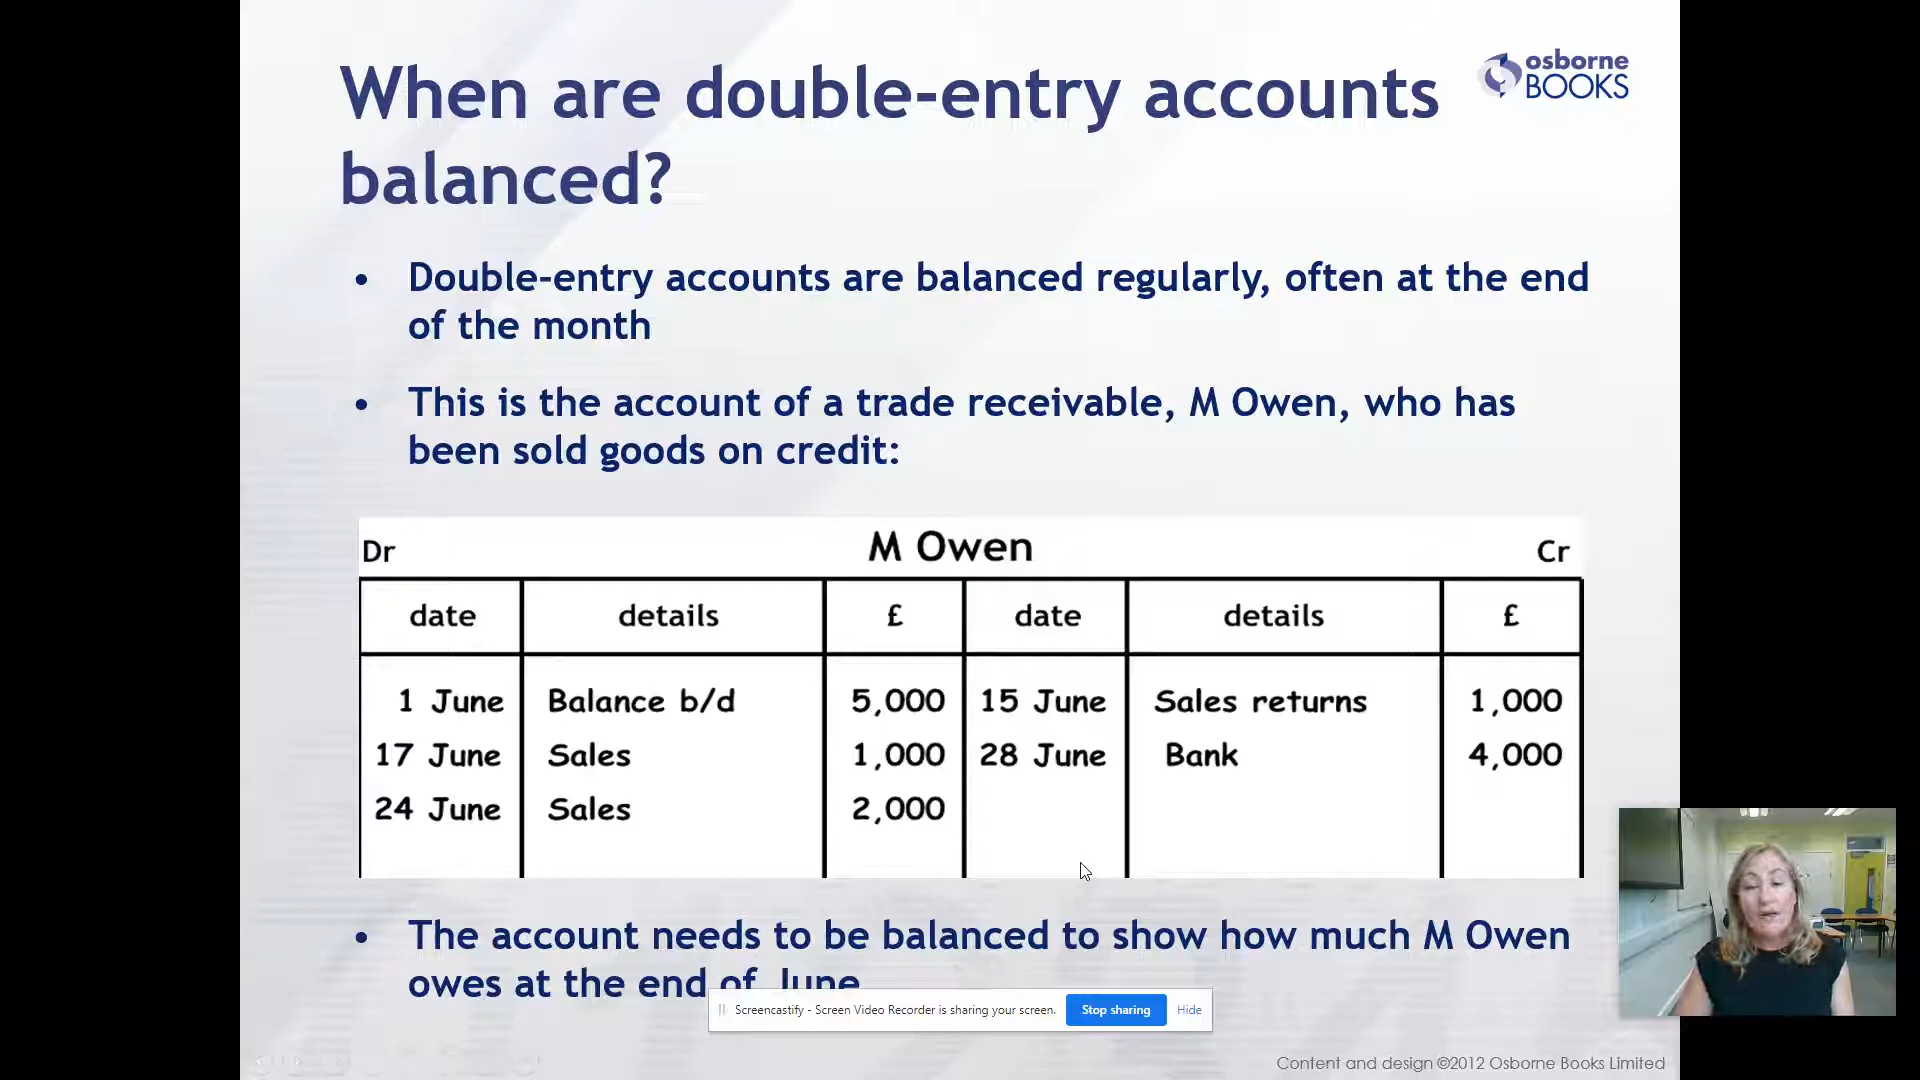 When are double-entry accounts
balanced?
osborne
BOOKS
• Double-entry accounts are balanced regularly, often at the end
of the month
• This is the account of a trade receivable, M Owen, who has
been sold goods on credit:
Dr M Owen Cr
date details £ date details £
1 June Balance b/d 5,000 15 June Sales returns 1,000
17 June Sales 1,000 28 June Bank 4,000
24 June Sales 2,000
• The account needs to be balanced to show how much M Owen
owes at the end of June
Screencastify - Screen Video Recorder is sharing your screen. Stop sharing Hide
Content and design ©2012 Osborne Books Limited